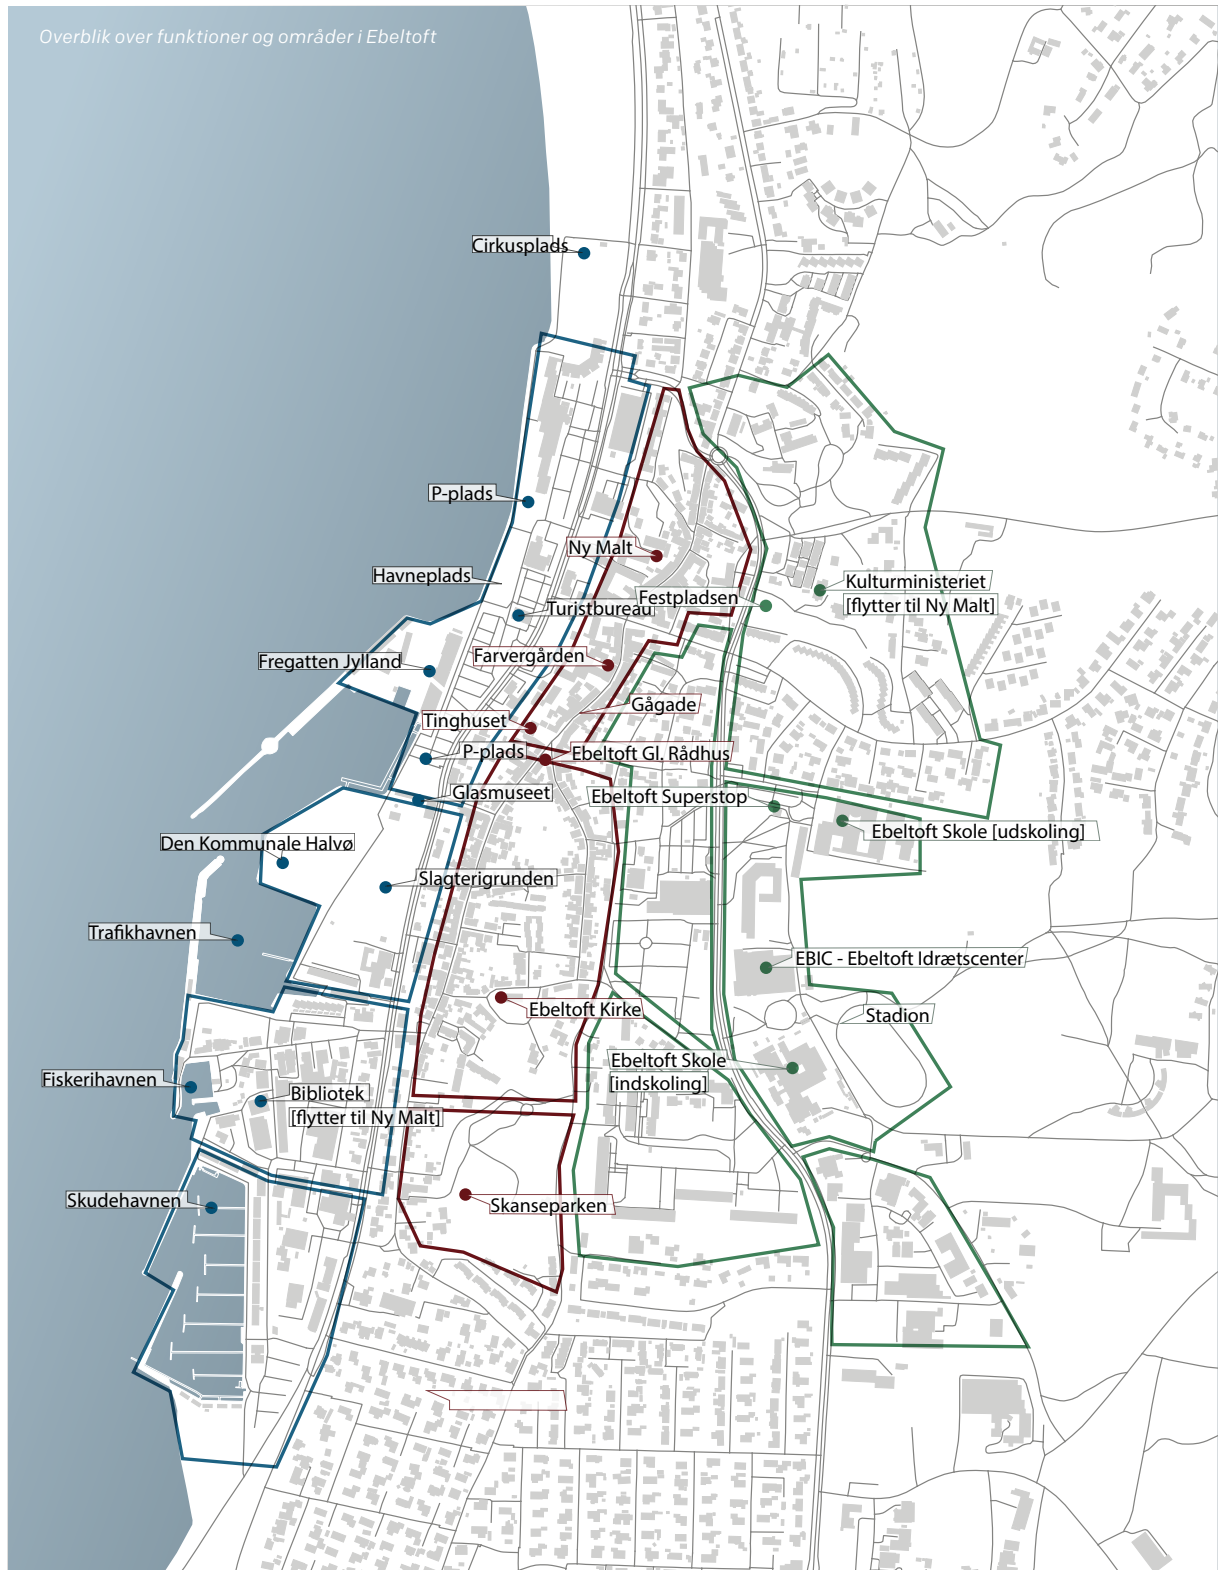 Overblik over funktioner og områder i Ebeltoft
Cirkusplads
P-plads
Ny Malt
Havneplads
Kulturministeriet
[flytter til Ny Malt]
Festpladsen
Turistbureau
Farvergården
Fregatten Jylland
Gågade
Tinghuset
P-plads
Ebeltoft Gl. Rådhus
Glasmuseet
Ebeltoft Superstop
Ebeltoft Skole [udskoling]
Den Kommunale Halvø
Slagterigrunden
Trafikhavnen
EBIC - Ebeltoft Idrætscenter
Ebeltoft Kirke
Stadion
Ebeltoft Skole
[indskoling]
Fiskerihavnen
Bibliotek
[flytter til Ny Malt]
Skudehavnen
Skanseparken